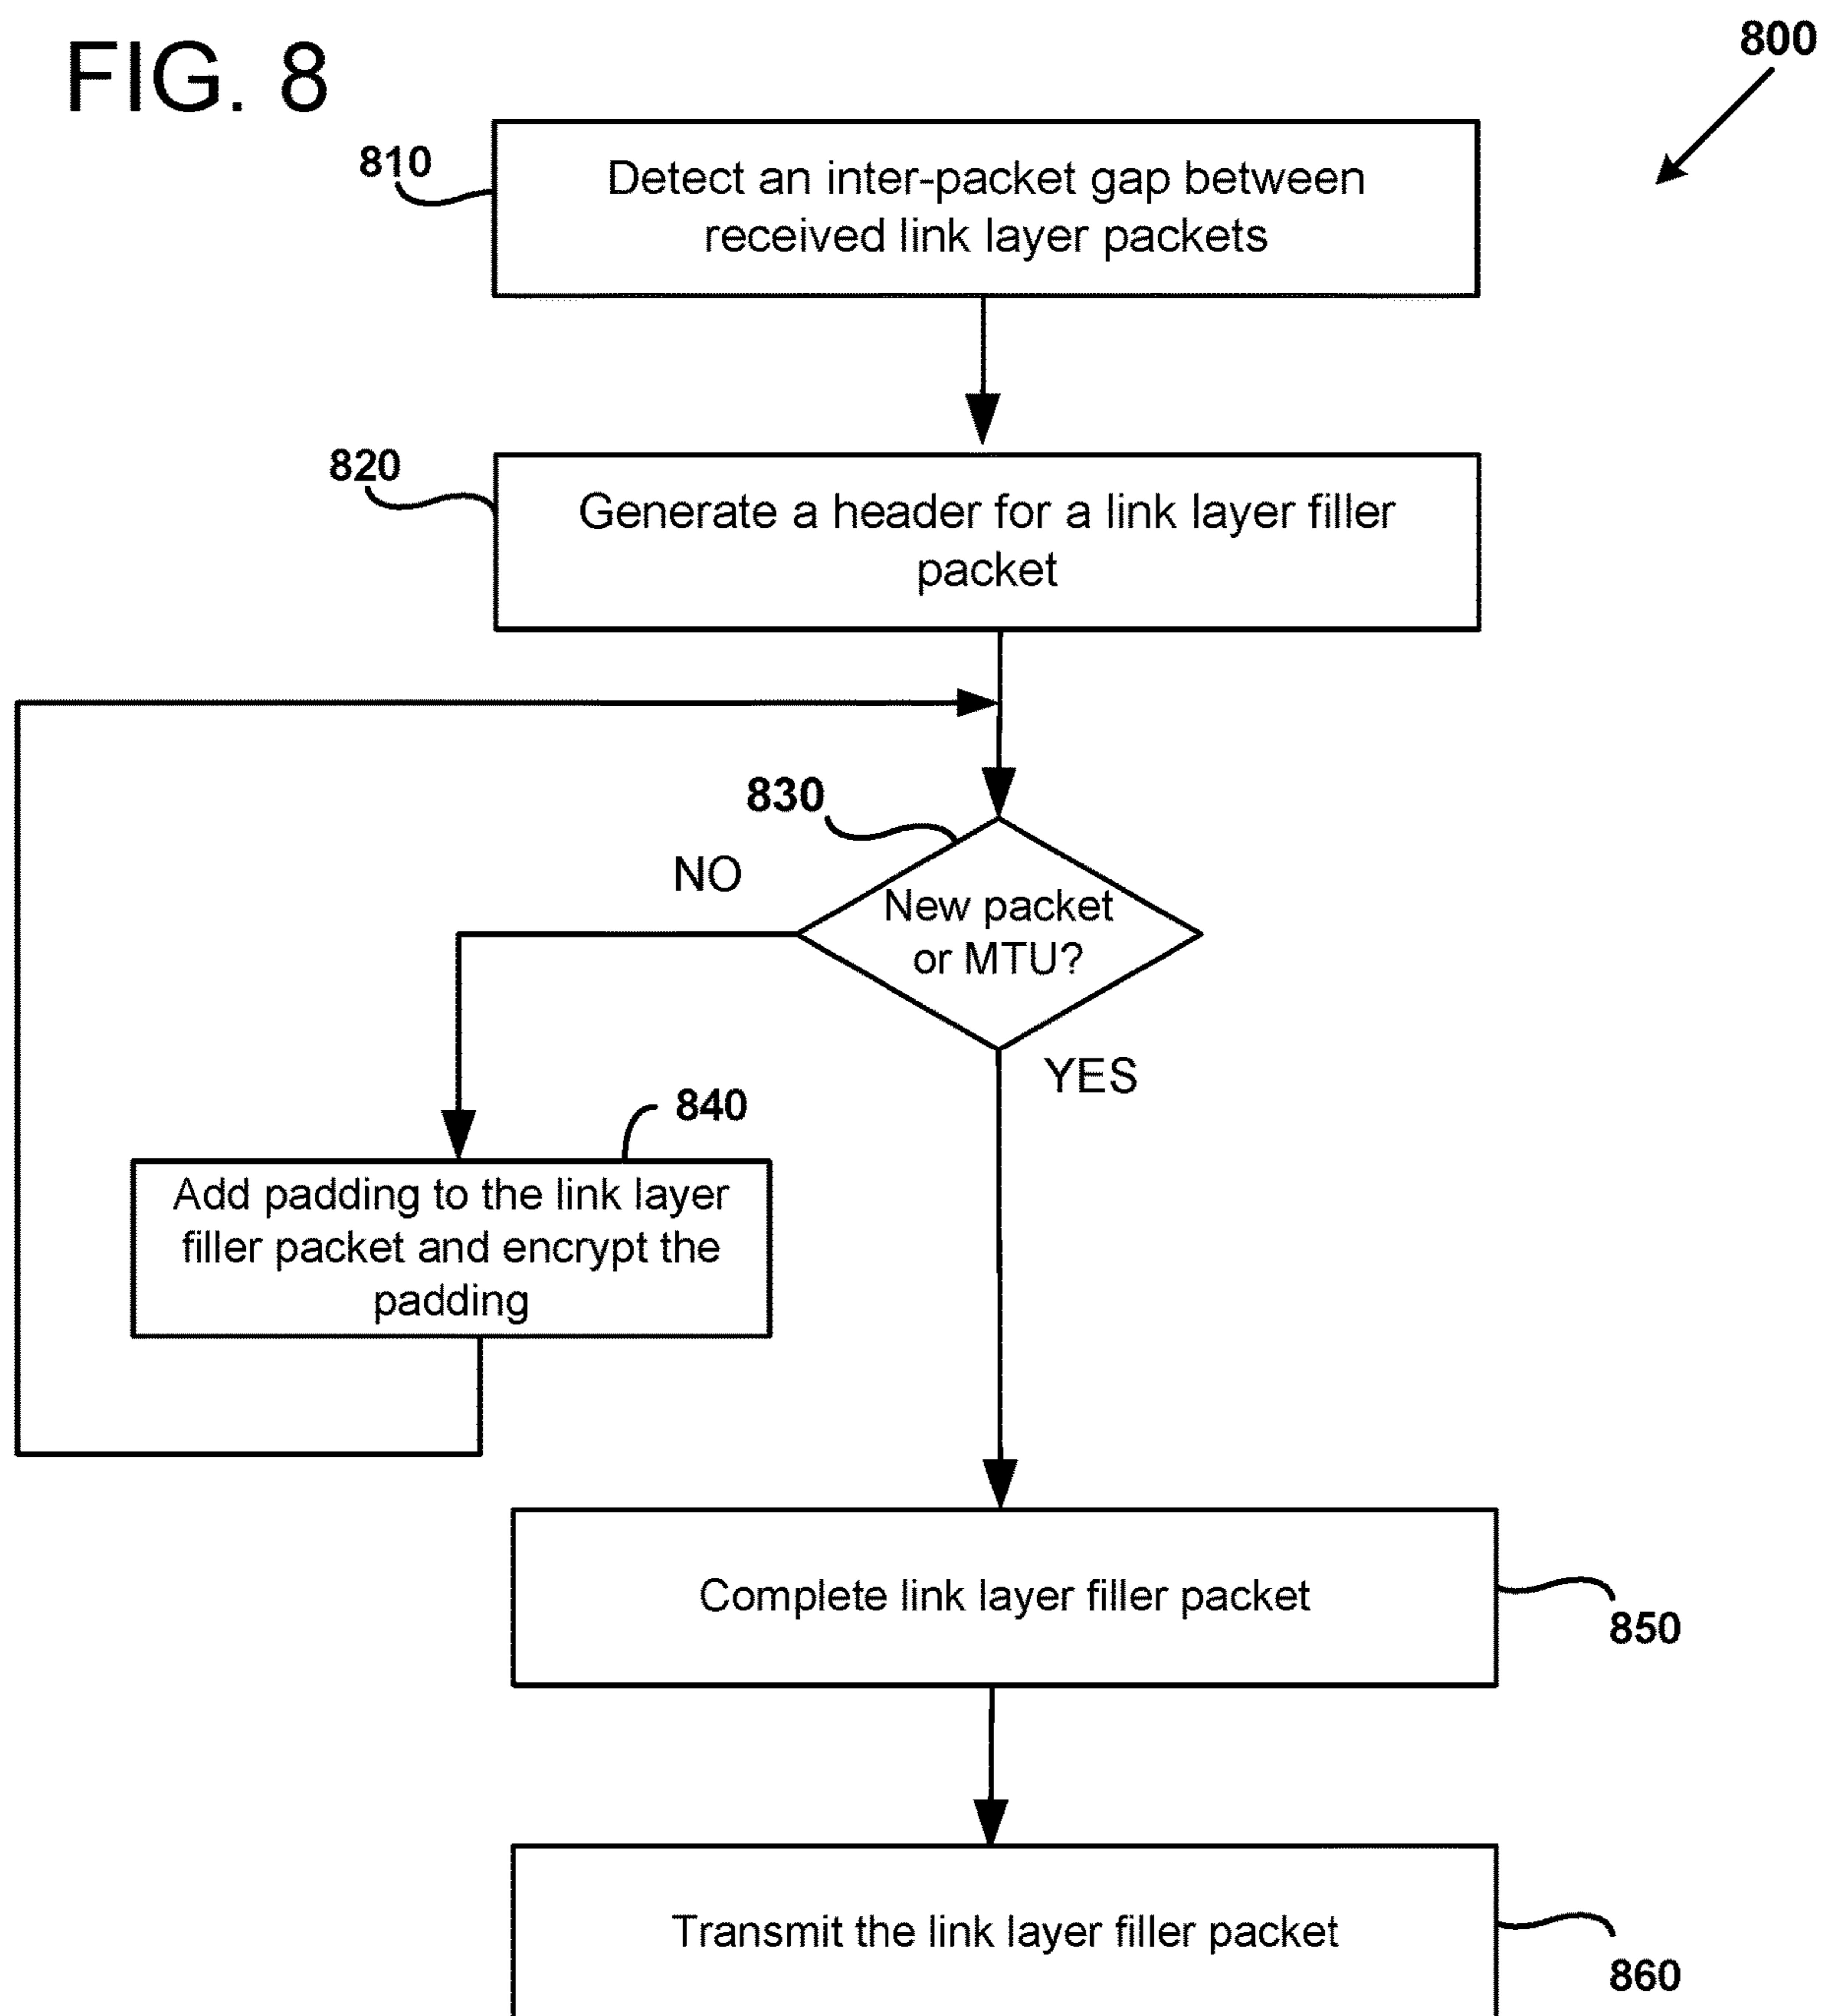 FIG. 8
800
810
Detect an inter-packet gap between
received link layer packets
820
Generate a header for a link layer filler
packet
830
NO
New packet
or MTU?
YES
840
Add padding to the link layer
filler packet and encrypt the
padding
Complete link layer filler packet
850
Transmit the link layer filler packet
860